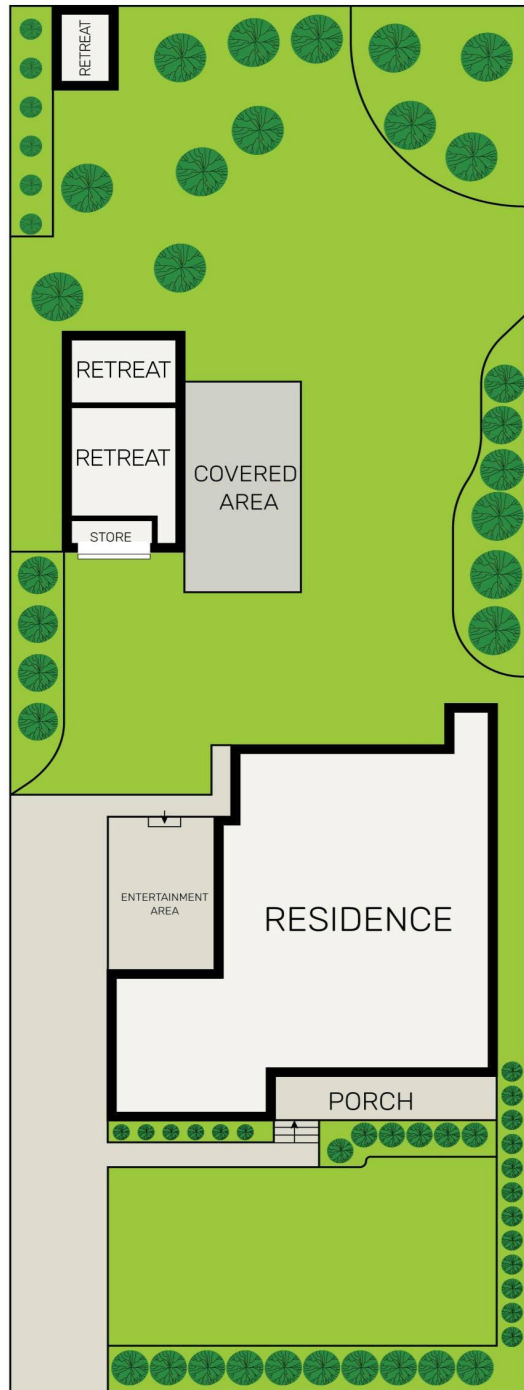 RETREAT
RETREAT
RETREAT
STORE
COVERED
AREA
ENTERTAINMENT
AREA
RESIDENCE
PORCH